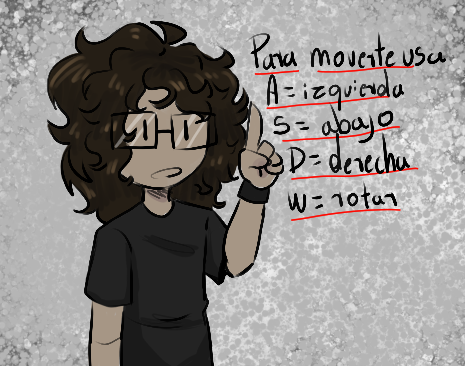 Para moverte usa
A = izquierda
S = abajo
D = derecha
W = rotar